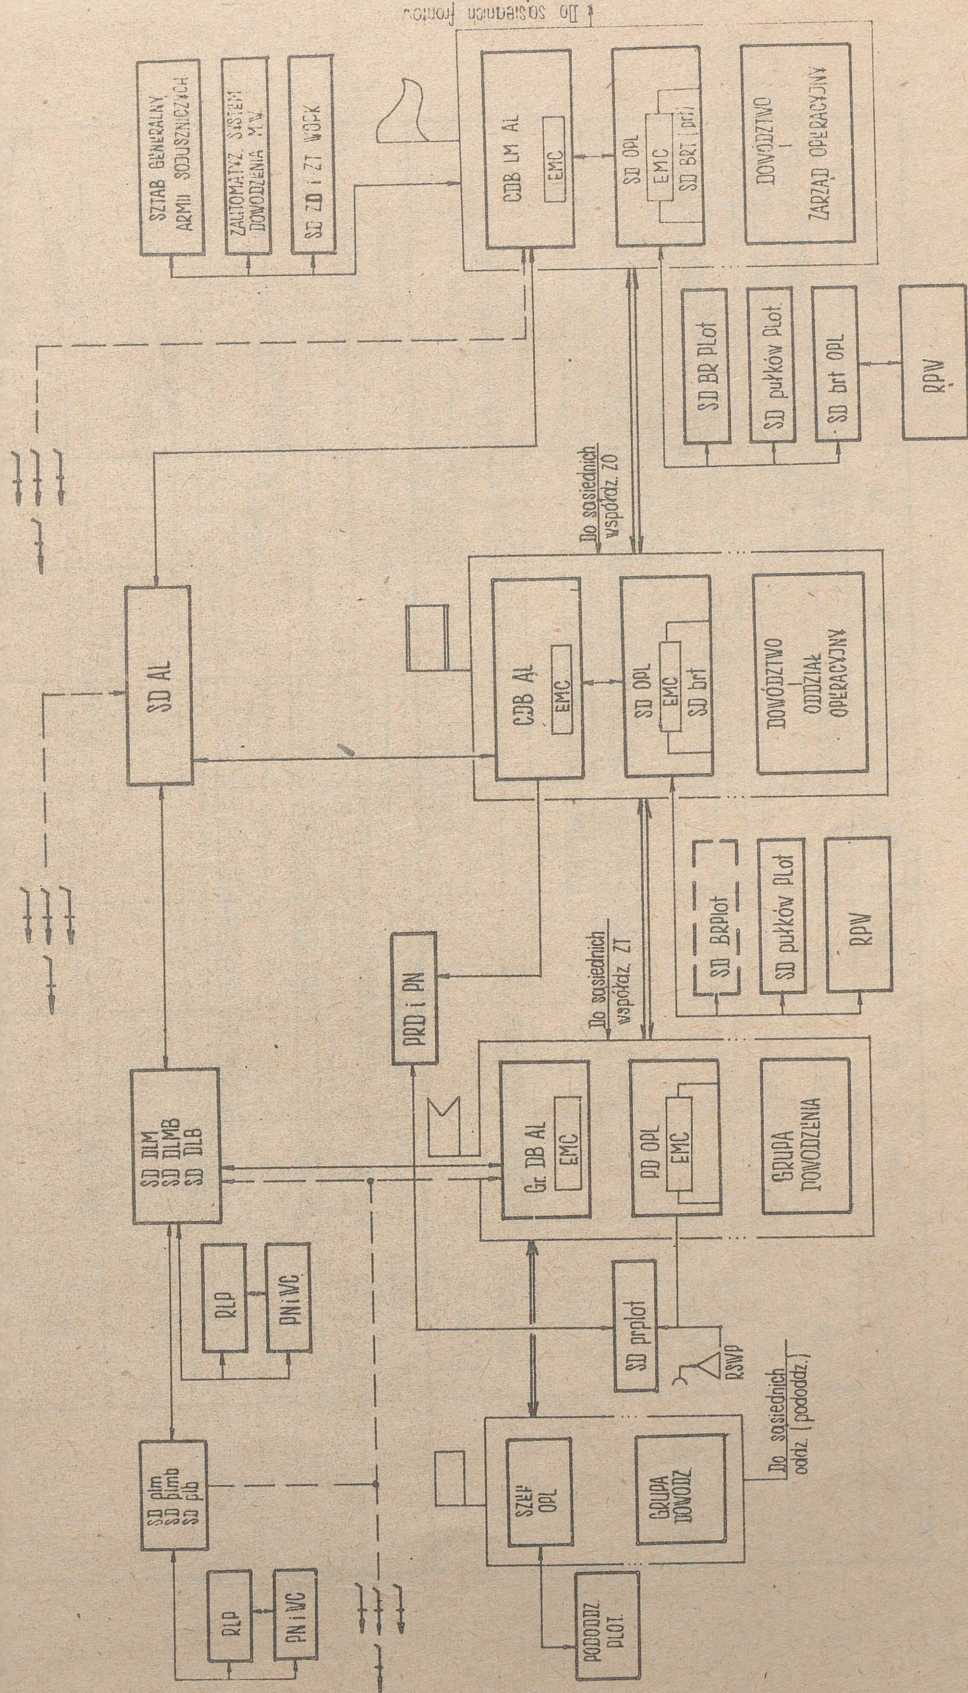 Do sąsiednich frontów
SZTAB GENERALNY
ARMII SOJUSZNICZYCH
ZAUTOMATYZ. SYSTEM
DOWODZENIA M.W.
SD ZD i ZT WOPK
CDB LM AL
EMC
SD OPL
EMC
SD BRT (prt)
DOWÓDZTWO
ZARZĄD OPERACYJNY
SD BR PLot
SD pułków PLot.
SD brt OPL
RPW
SD AL
Do sąsiednich
współdz. ZO
CDB AL
EMC
SD OPL
EMC
SD brt
DOWÓDZTWO
ODDZIAŁ
OPERACYJNY
SD BRPlot
SD pułków PLot
RPW
PRD i PN
Do sąsiednich
współdz. ZT
SD DLM
SD DLMB
SD DLB
RLP
PN i WC
Gr. DB AL
EMC
PD OPL
EMC
GRUPA
DOWODZENIA
SD prplot
RSWP
SD plm
SD plmb
SD plb
RLP
PN i WC
SZEF
OPL
GRUPA
DOWODZ.
Do sąsiednich
oddz. (pododdz.)
PODODDZ
PLOT.